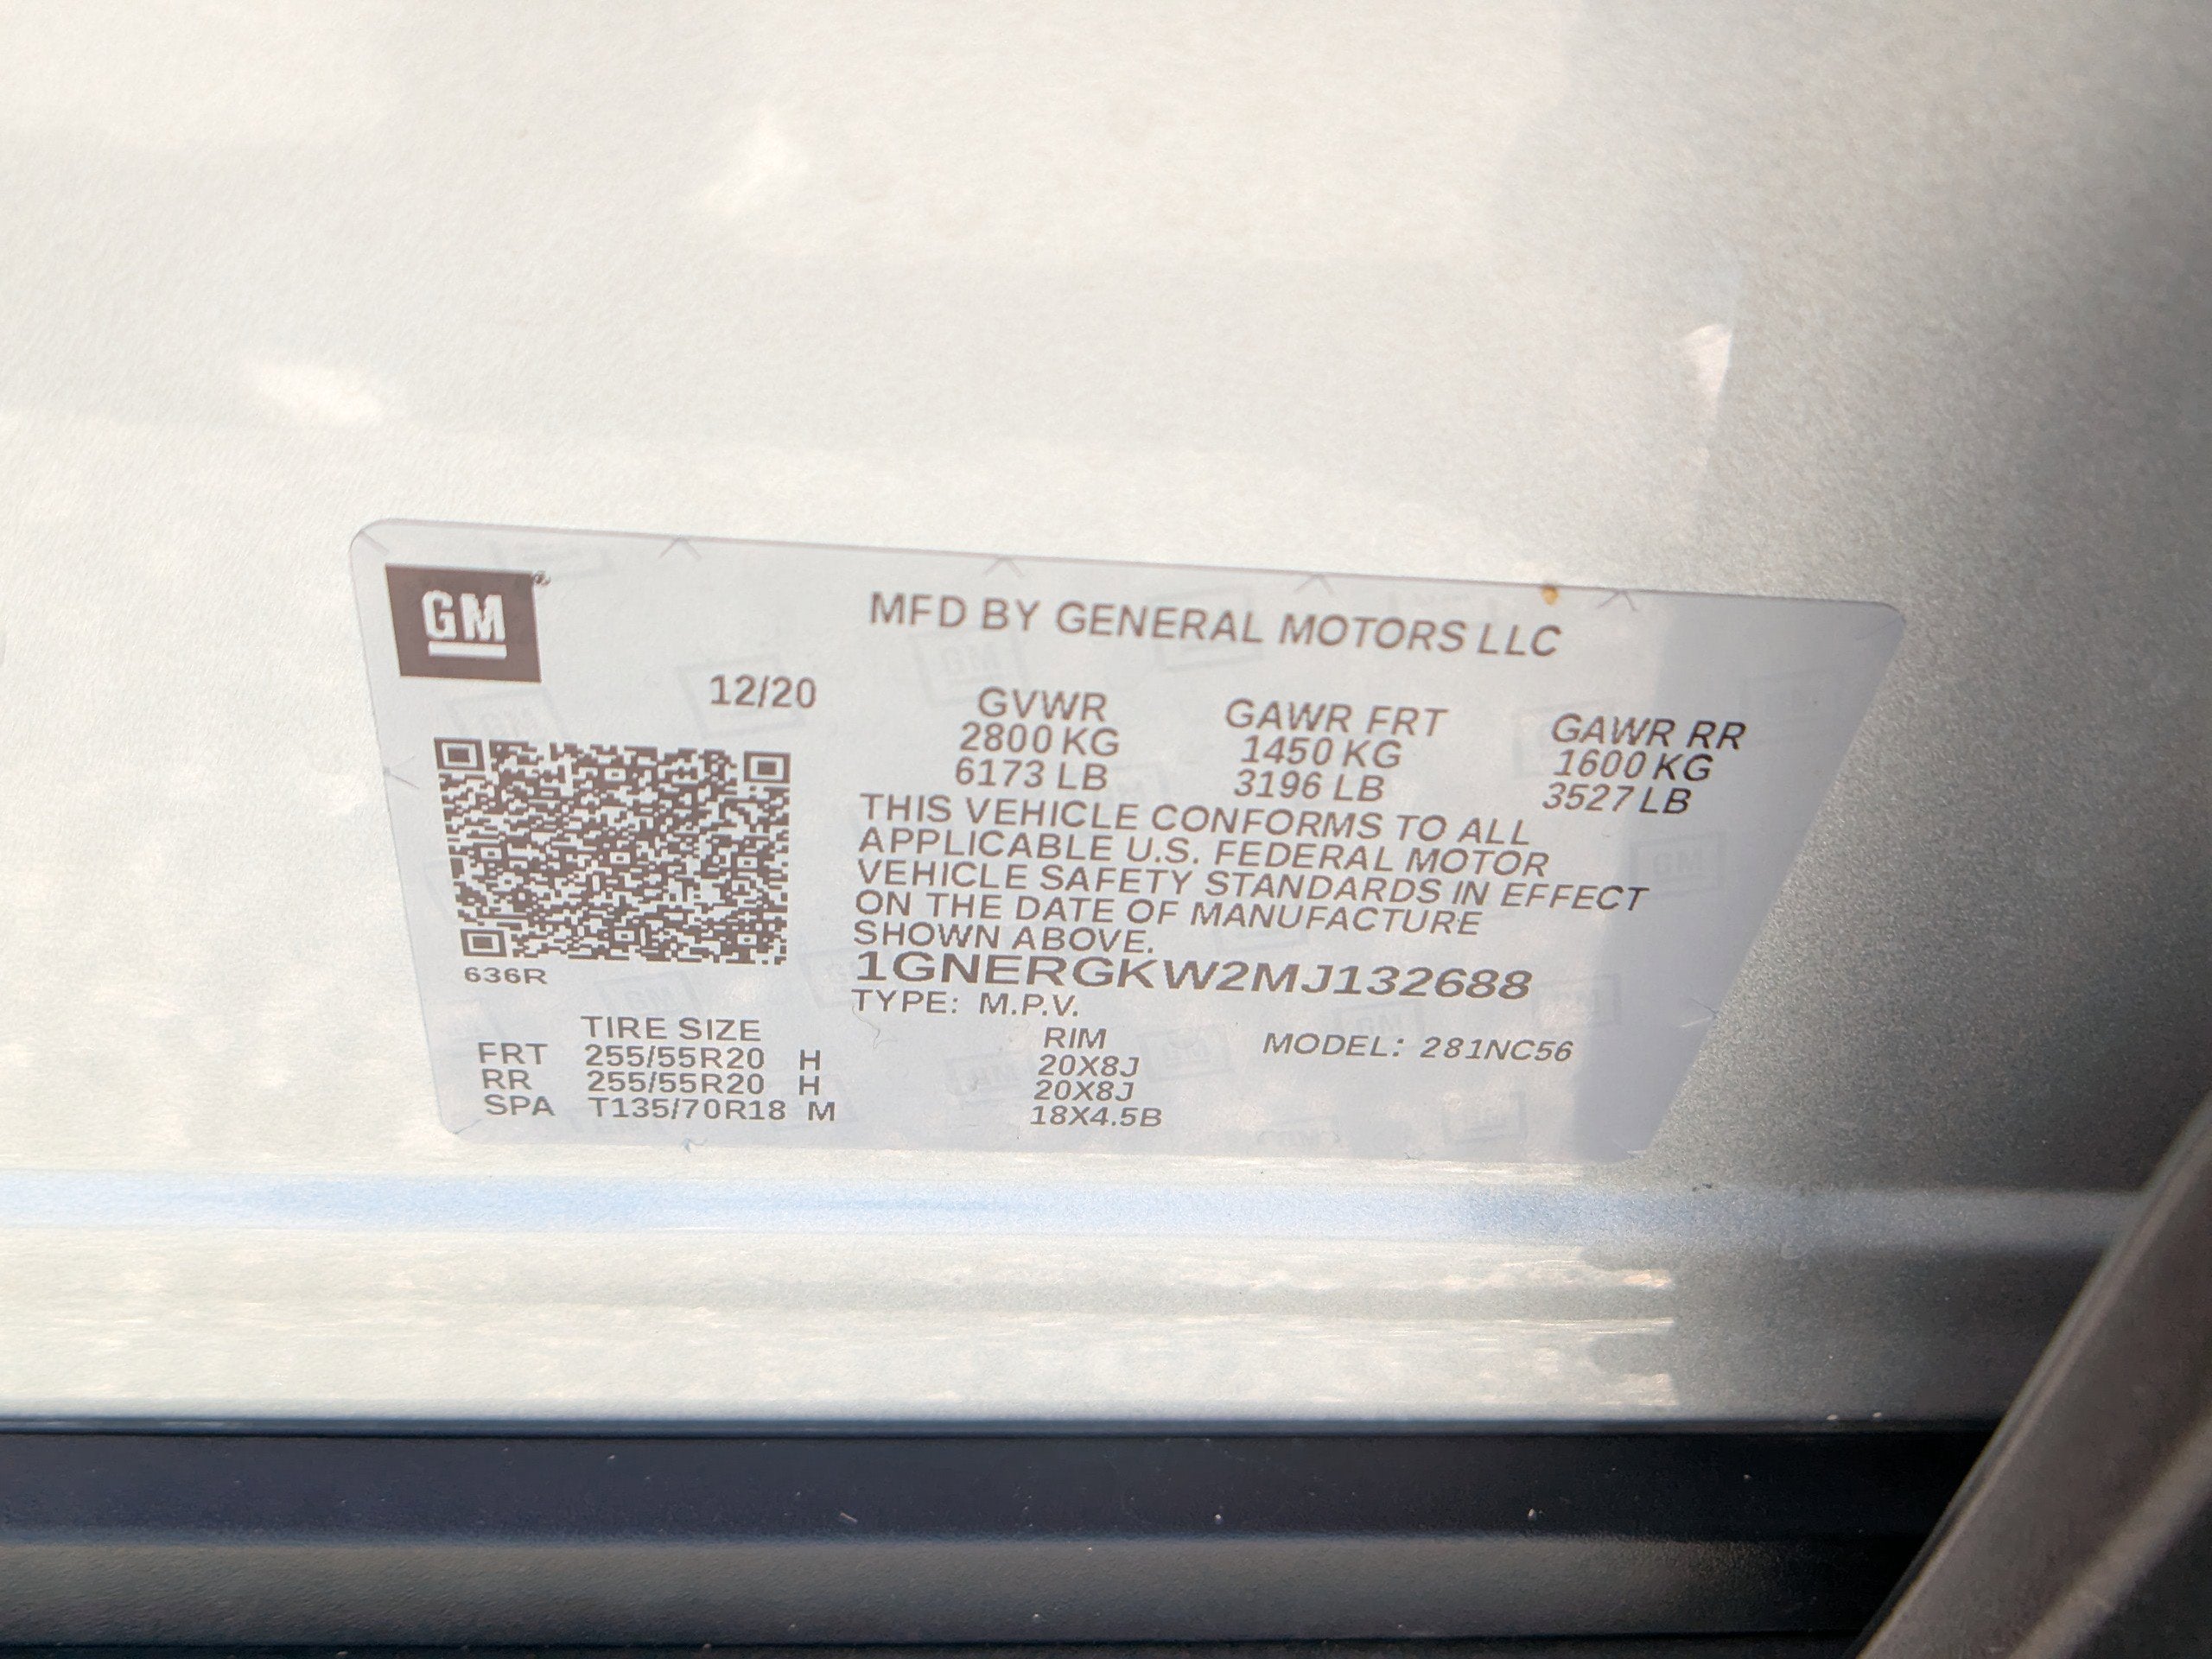 GM
MFD BY GENERAL MOTORS LLC
12/20
GVWR GAWR FRT GAWR RR
2800 KG 1450 KG 1600 KG
6173 LB 3196 LB 3527 LB
THIS VEHICLE CONFORMS TO ALL
APPLICABLE U.S. FEDERAL MOTOR
VEHICLE SAFETY STANDARDS IN EFFECT
ON THE DATE OF MANUFACTURE
SHOWN ABOVE.
636R
1GNERGKW2MJ132688
TYPE: M.P.V.
TIRE SIZE RIM MODEL: 281NC56
FRT 255/55R20 H 20X8J
RR 255/55R20 H 20X8J
SPA T135/70R18 M 18X4.5B